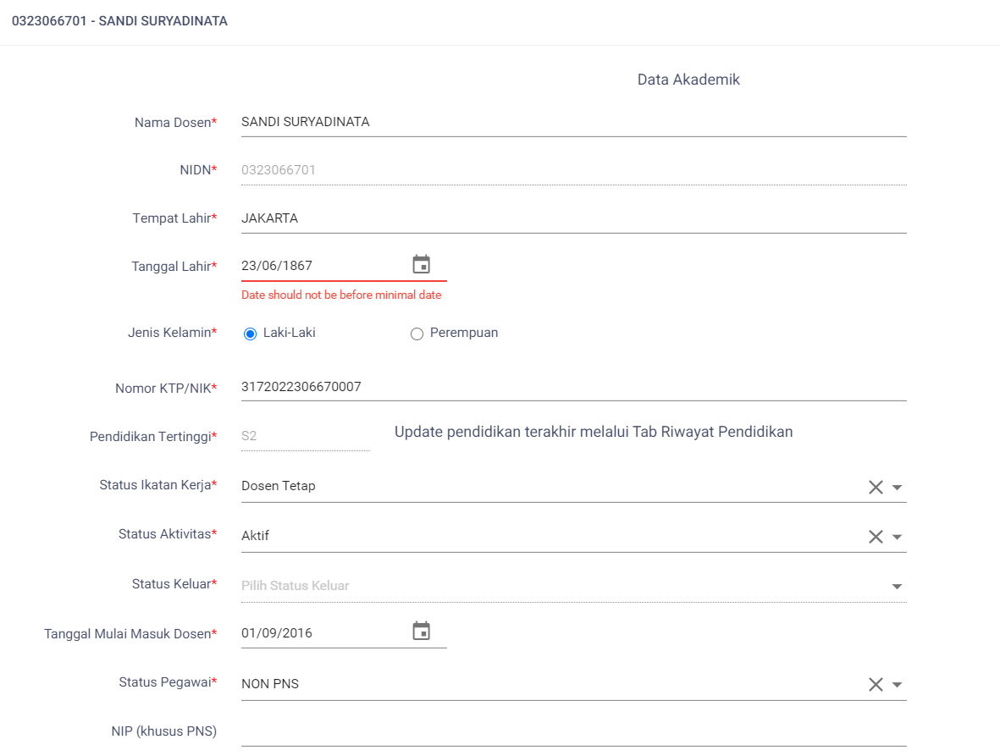 0323066701 - SANDI SURYADINATA
Data Akademik
Nama Dosen* SANDI SURYADINATA
NIDN* 0323066701
Tempat Lahir* JAKARTA
Tanggal Lahir* 23/06/1867
Date should not be before minimal date
Jenis Kelamin* Laki-Laki Perempuan
Nomor KTP/NIK* 3172022306670007
Pendidikan Tertinggi* S2 Update pendidikan terakhir melalui Tab Riwayat Pendidikan
Status Ikatan Kerja* Dosen Tetap
Status Aktivitas* Aktif
Status Keluar* Pilih Status Keluar
Tanggal Mulai Masuk Dosen* 01/09/2016
Status Pegawai* NON PNS
NIP (khusus PNS)